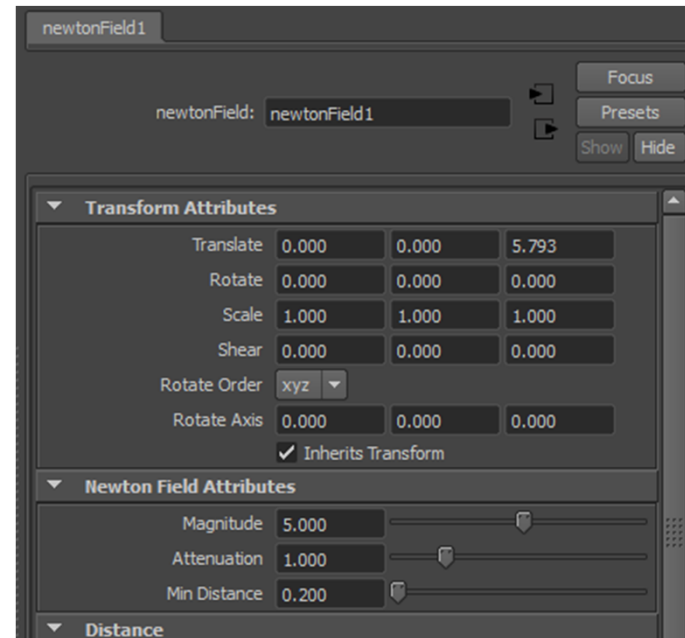 newtonField1
Focus
newtonField: newtonField1
Presets
Show Hide
Transform Attributes
Translate 0.000 0.000 5.793
Rotate 0.000 0.000 0.000
Scale 1.000 1.000 1.000
Shear 0.000 0.000 0.000
Rotate Order xyz
Rotate Axis 0.000 0.000 0.000
Inherits Transform
Newton Field Attributes
Magnitude 5.000
Attenuation 1.000
Min Distance 0.200
Distance